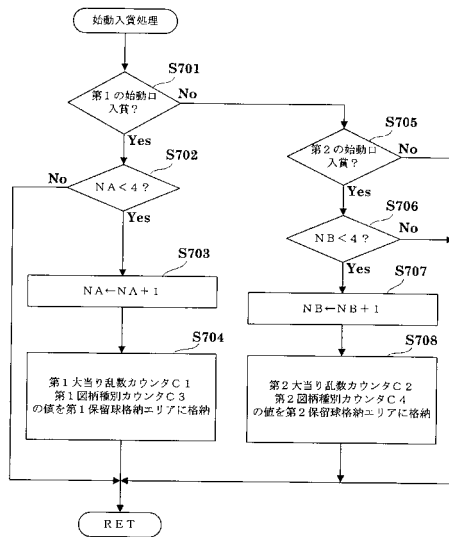 始動入賞処理
S701
第1の始動口
入賞?
No
Yes
S702
NA<4?
No
Yes
S703
NA←NA+1
S704
第1大当り乱数カウンタC1
第1図柄種別カウンタC3
の値を第1保留球格納エリアに格納
S705
第2の始動口
入賞?
No
Yes
S706
NB<4?
No
Yes
S707
NB←NB+1
S708
第2大当り乱数カウンタC2
第2図柄種別カウンタC4
の値を第2保留球格納エリアに格納
RET